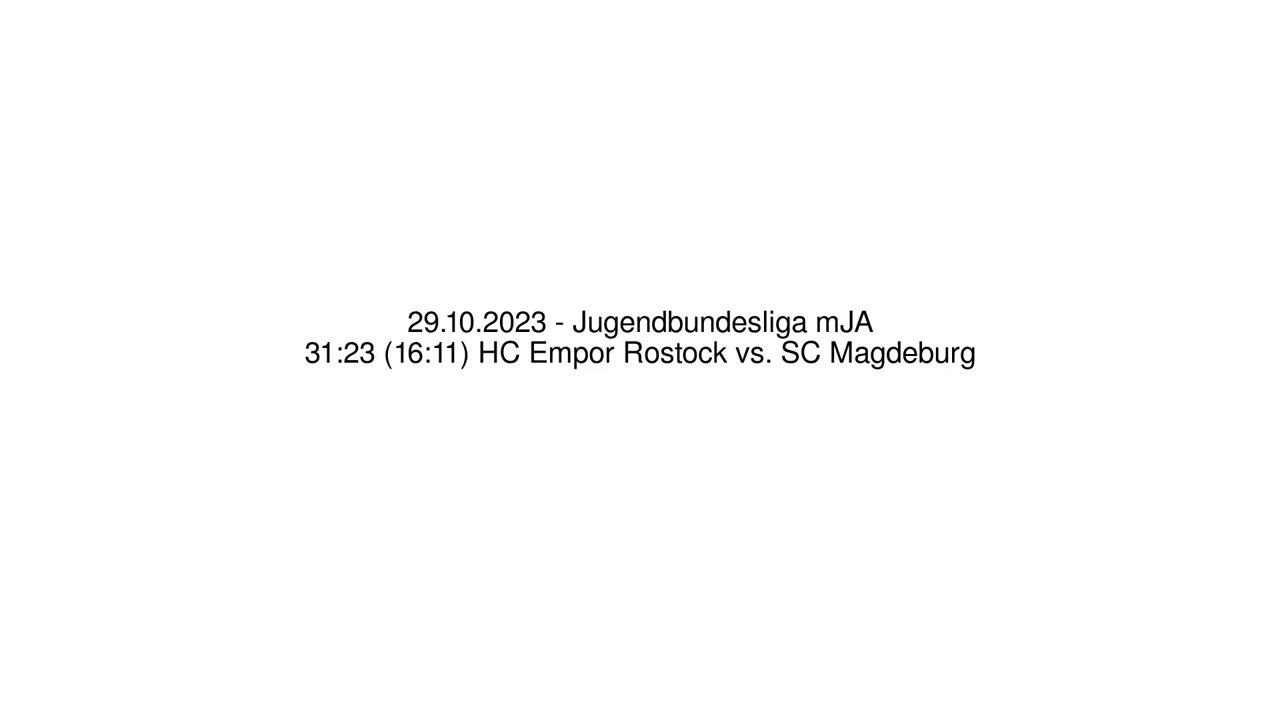 29.10.2023 - Jugendbundesliga mJA
31:23 (16:11) HC Empor Rostock vs. SC Magdeburg